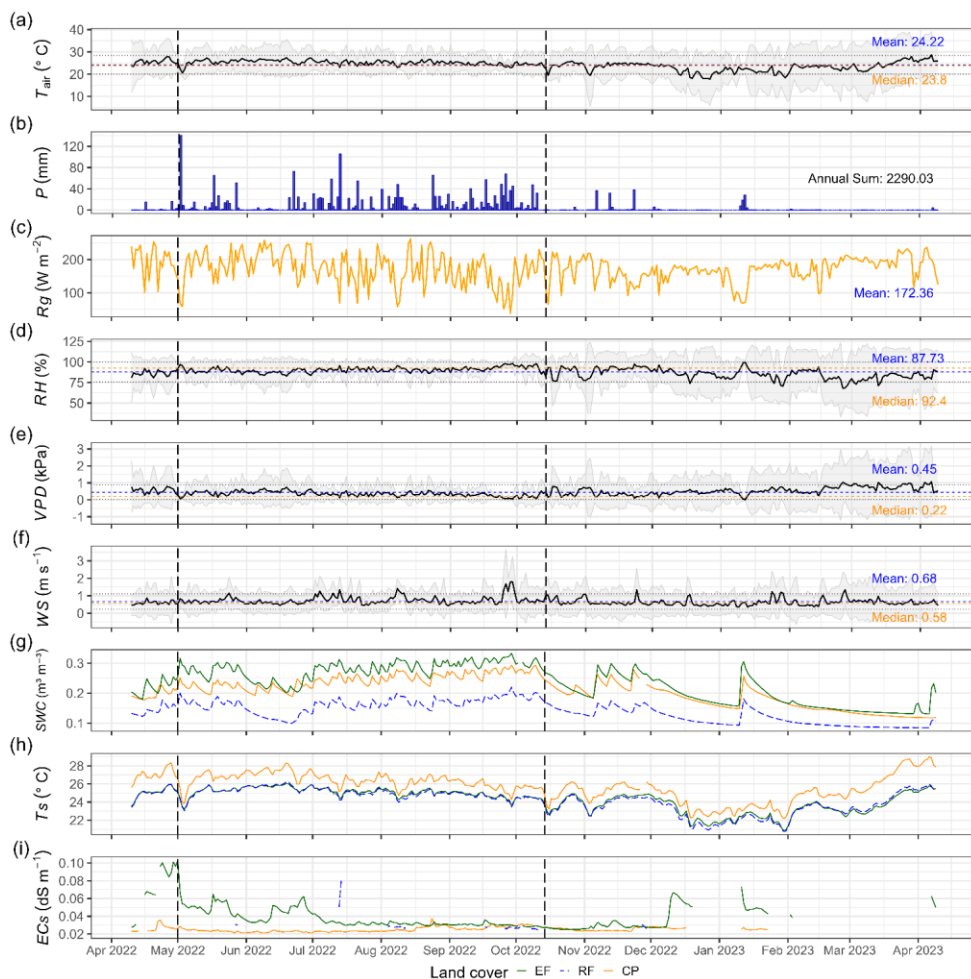 (a)
T air (° C)
40
30
20
10
Mean: 24.22
Median: 23.8
(b)
P (mm)
120
80
40
0
Annual Sum: 2290.03
(c)
Rg (W m⁻²)
200
100
Mean: 172.36
(d)
RH (%)
125
100
75
50
Mean: 87.73
Median: 92.4
(e)
VPD (kPa)
3
2
1
0
-1
Mean: 0.45
Median: 0.22
(f)
WS (m s⁻¹)
3
2
1
0
Mean: 0.68
Median: 0.58
(g)
SWC (m³ m⁻³)
0.3
0.2
0.1
(h)
Ts (° C)
28
26
24
22
(i)
ECs (dS m⁻¹)
0.10
0.08
0.06
0.04
0.02
Apr 2022 May 2022 Jun 2022 Jul 2022 Aug 2022 Sep 2022 Oct 2022 Nov 2022 Dec 2022 Jan 2023 Feb 2023 Mar 2023 Apr 2023
Land cover EF RF CP